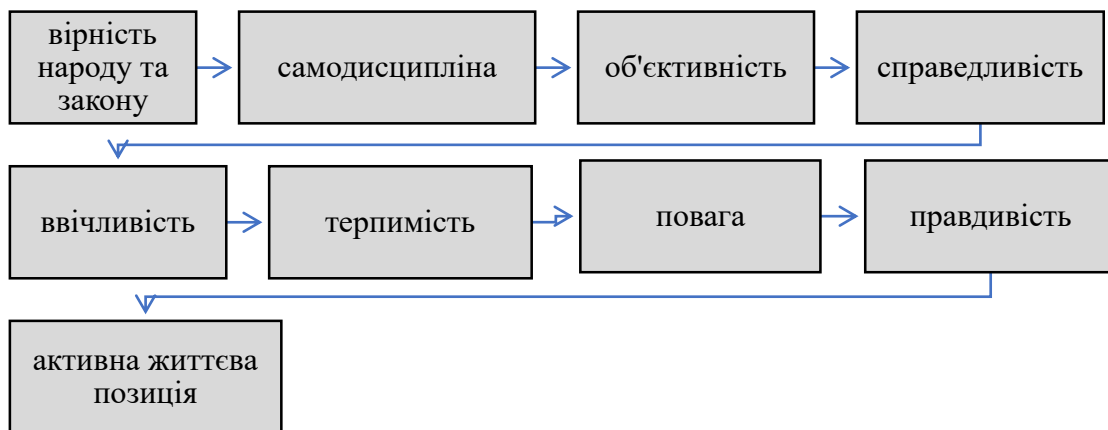 вірність
народу та
закону
самодисципліна
об'єктивність
справедливість
ввічливість
терпимість
повага
правдивість
активна життєва
позиція